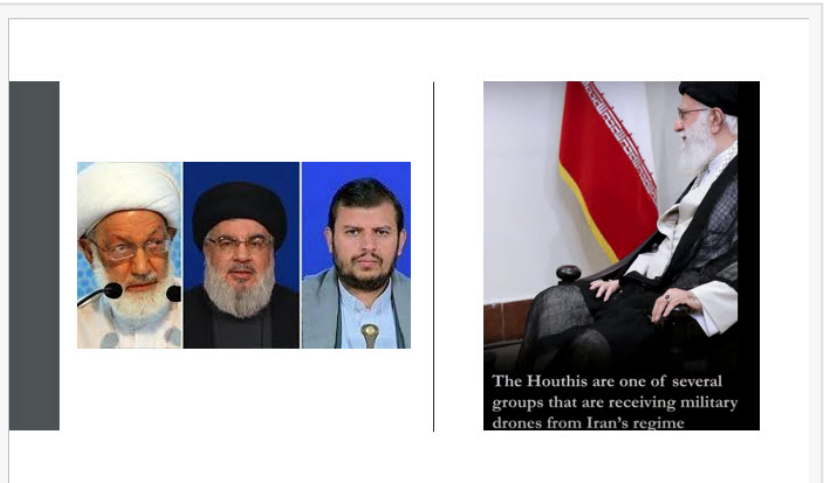 The Houthis are one of several
groups that are receiving military
drones from Iran's regime